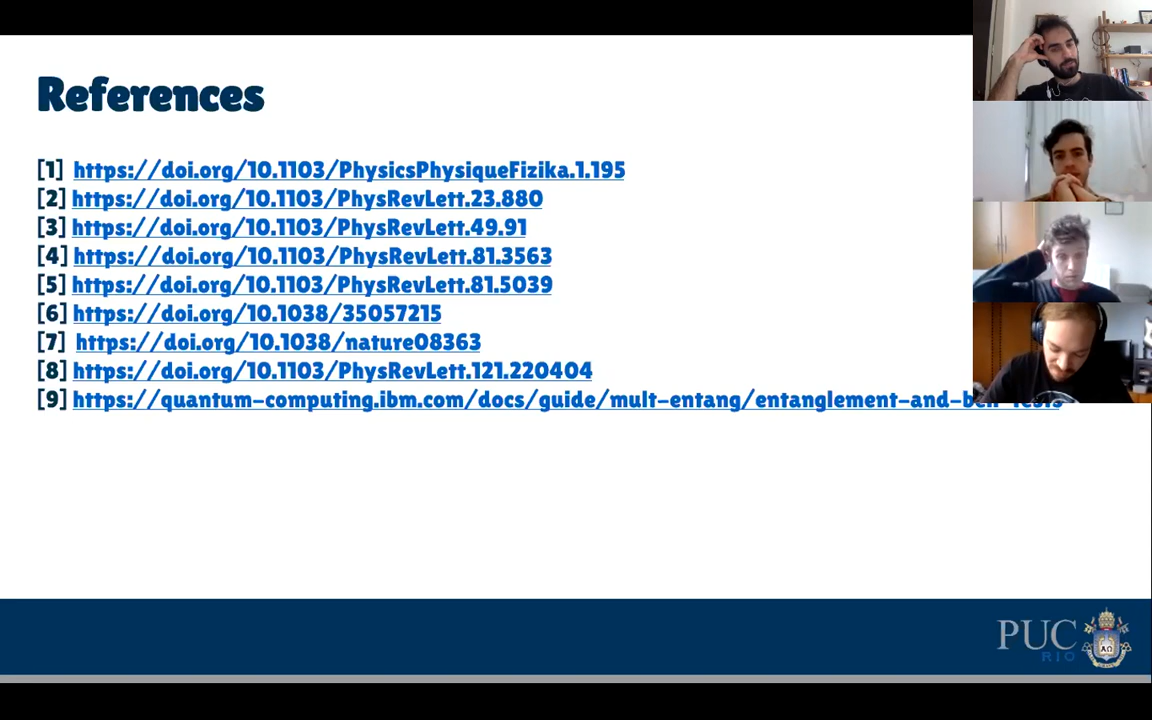 References
[1] https://doi.org/10.1103/PhysicsPhysiqueFizika.1.195
[2] https://doi.org/10.1103/PhysRevLett.23.880
[3] https://doi.org/10.1103/PhysRevLett.49.91
[4] https://doi.org/10.1103/PhysRevLett.81.3563
[5] https://doi.org/10.1103/PhysRevLett.81.5039
[6] https://doi.org/10.1038/35057215
[7] https://doi.org/10.1038/nature08363
[8] https://doi.org/10.1103/PhysRevLett.121.220404
[9] https://quantum-computing.ibm.com/docs/guide/mult-entang/entanglement-and-bell-tests
PUC
RIO